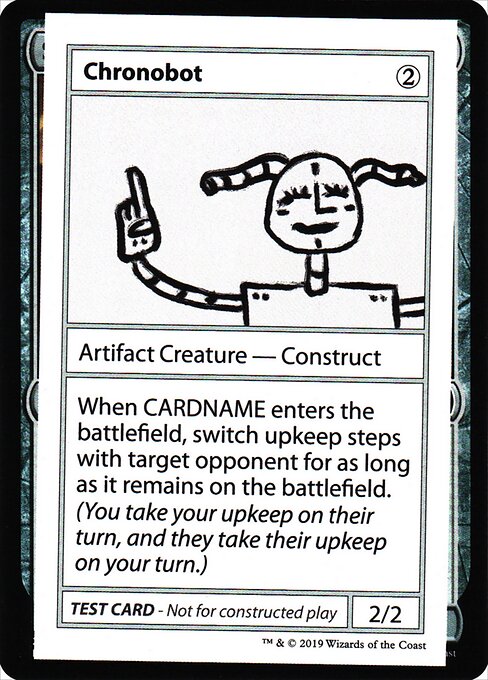 Chronobot 2
Artifact Creature — Construct
When CARDNAME enters the
battlefield, switch upkeep steps
with target opponent for as long
as it remains on the battlefield.
(You take your upkeep on their
turn, and they take their upkeep
on your turn.)
TEST CARD - Not for constructed play 2/2
™ & © 2019 Wizards of the Coast